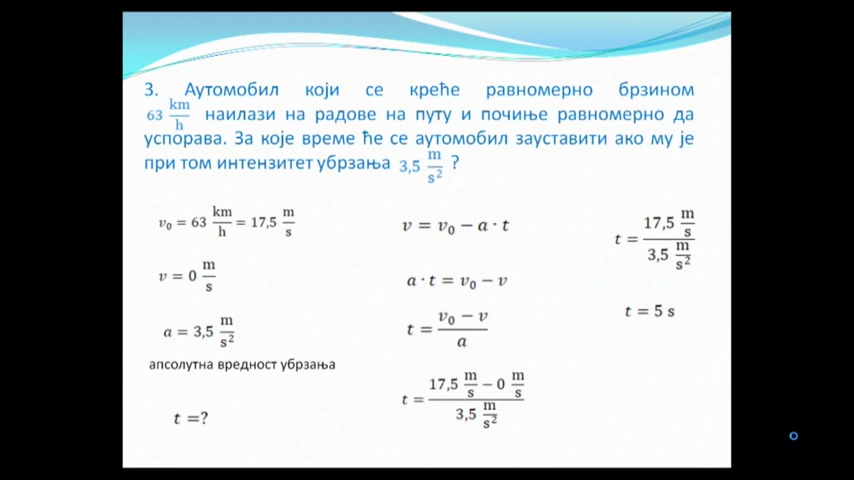 3. Аутомобил који се креће равномерно брзином
63 km/h наилази на радове на путу и почиње равномерно да
успорава. За које време ће се аутомобил зауставити ако му је
при том интензитет убрзања 3,5 m/s² ?
v₀ = 63 km/h = 17,5 m/s
v = 0 m/s
a = 3,5 m/s²
апсолутна вредност убрзања
t =?
v = v₀ − a · t
a · t = v₀ − v
t = (v₀ − v)/a
t = (17,5 m/s − 0 m/s)/(3,5 m/s²)
t = (17,5 m/s)/(3,5 m/s²)
t = 5 s